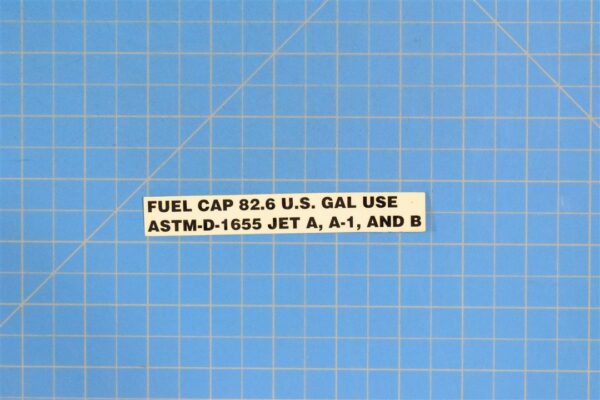 FUEL CAP 82.6 U.S. GAL USE
ASTM-D-1655 JET A, A-1, AND B